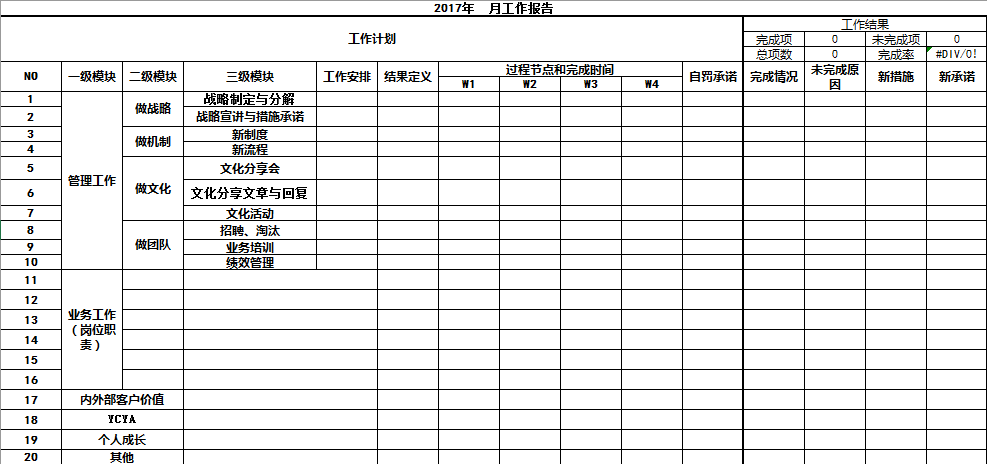 2017年　月工作报告
工作计划
工作结果
完成项 0 未完成项 0
总项数 0 完成率 #DIV/0!
NO 一级模块 二级模块 三级模块 工作安排 结果定义 过程节点和完成时间 自罚承诺 完成情况 未完成原因 新措施 新承诺
W1 W2 W3 W4
1 管理工作 做战略 战略制定与分解
2 战略宣讲与措施承诺
3 做机制 新制度
4 新流程
5 做文化 文化分享会
6 文化分享文章与回复
7 文化活动
8 做团队 招聘、淘汰
9 业务培训
10 绩效管理
11 业务工作（岗位职责）
12
13
14
15
16
17 内外部客户价值
18 YCYA
19 个人成长
20 其他